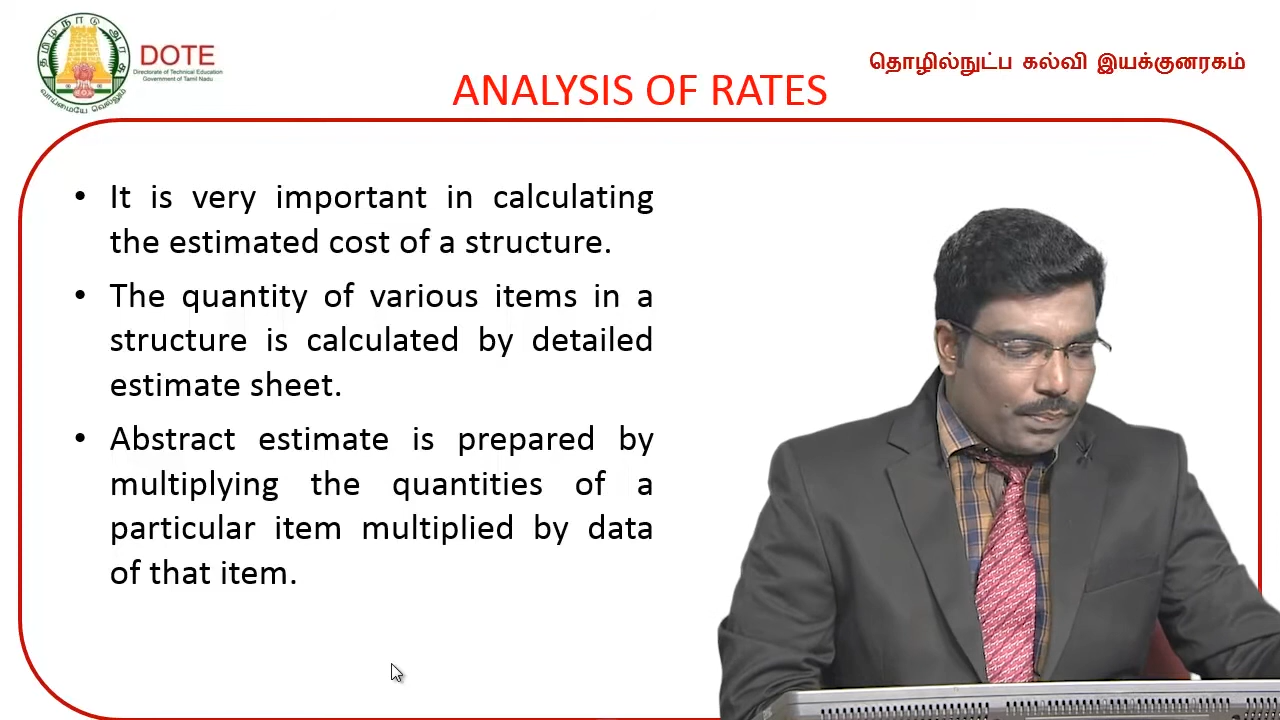 தமிழ்நாடு அரசு
வாய்மையே வெல்லும்
DOTE
Directorate of Technical Education
Government of Tamil Nadu
தொழில்நுட்ப கல்வி இயக்குனரகம்
ANALYSIS OF RATES
• It is very important in calculating
the estimated cost of a structure.
• The quantity of various items in a
structure is calculated by detailed
estimate sheet.
• Abstract estimate is prepared by
multiplying the quantities of a
particular item multiplied by data
of that item.